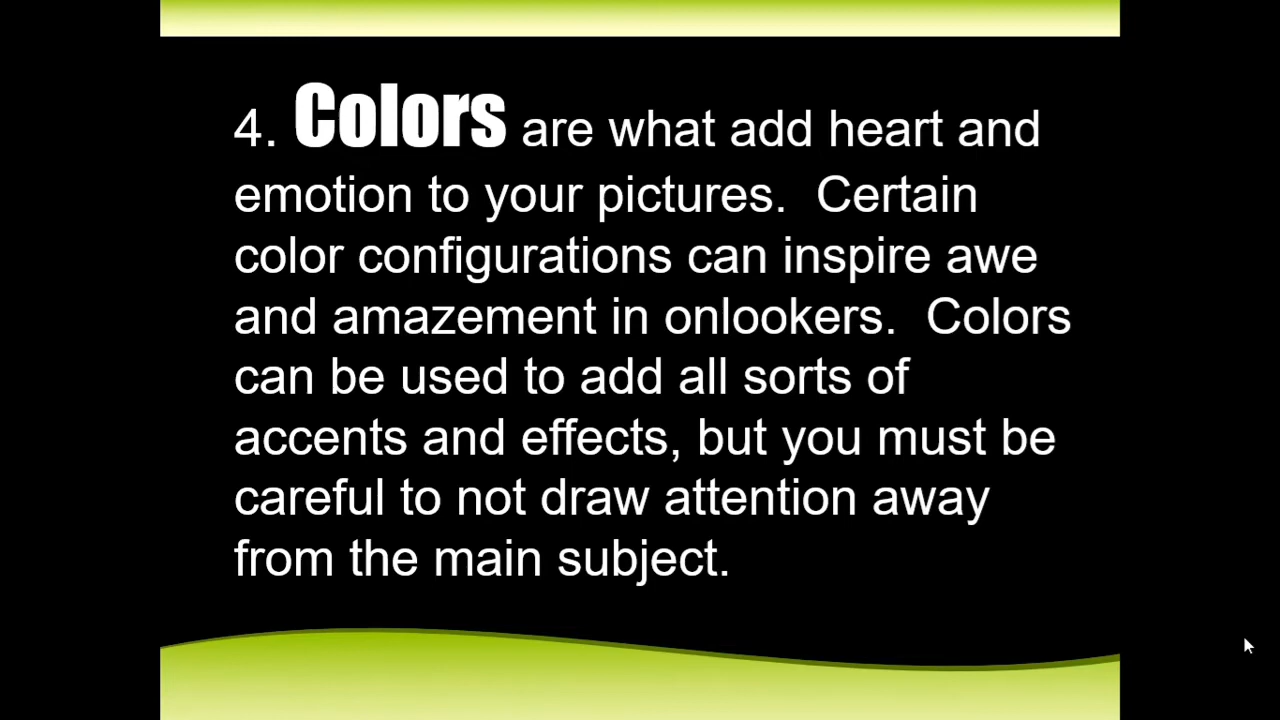 4. Colors are what add heart and
emotion to your pictures.  Certain
color configurations can inspire awe
and amazement in onlookers.  Colors
can be used to add all sorts of
accents and effects, but you must be
careful to not draw attention away
from the main subject.